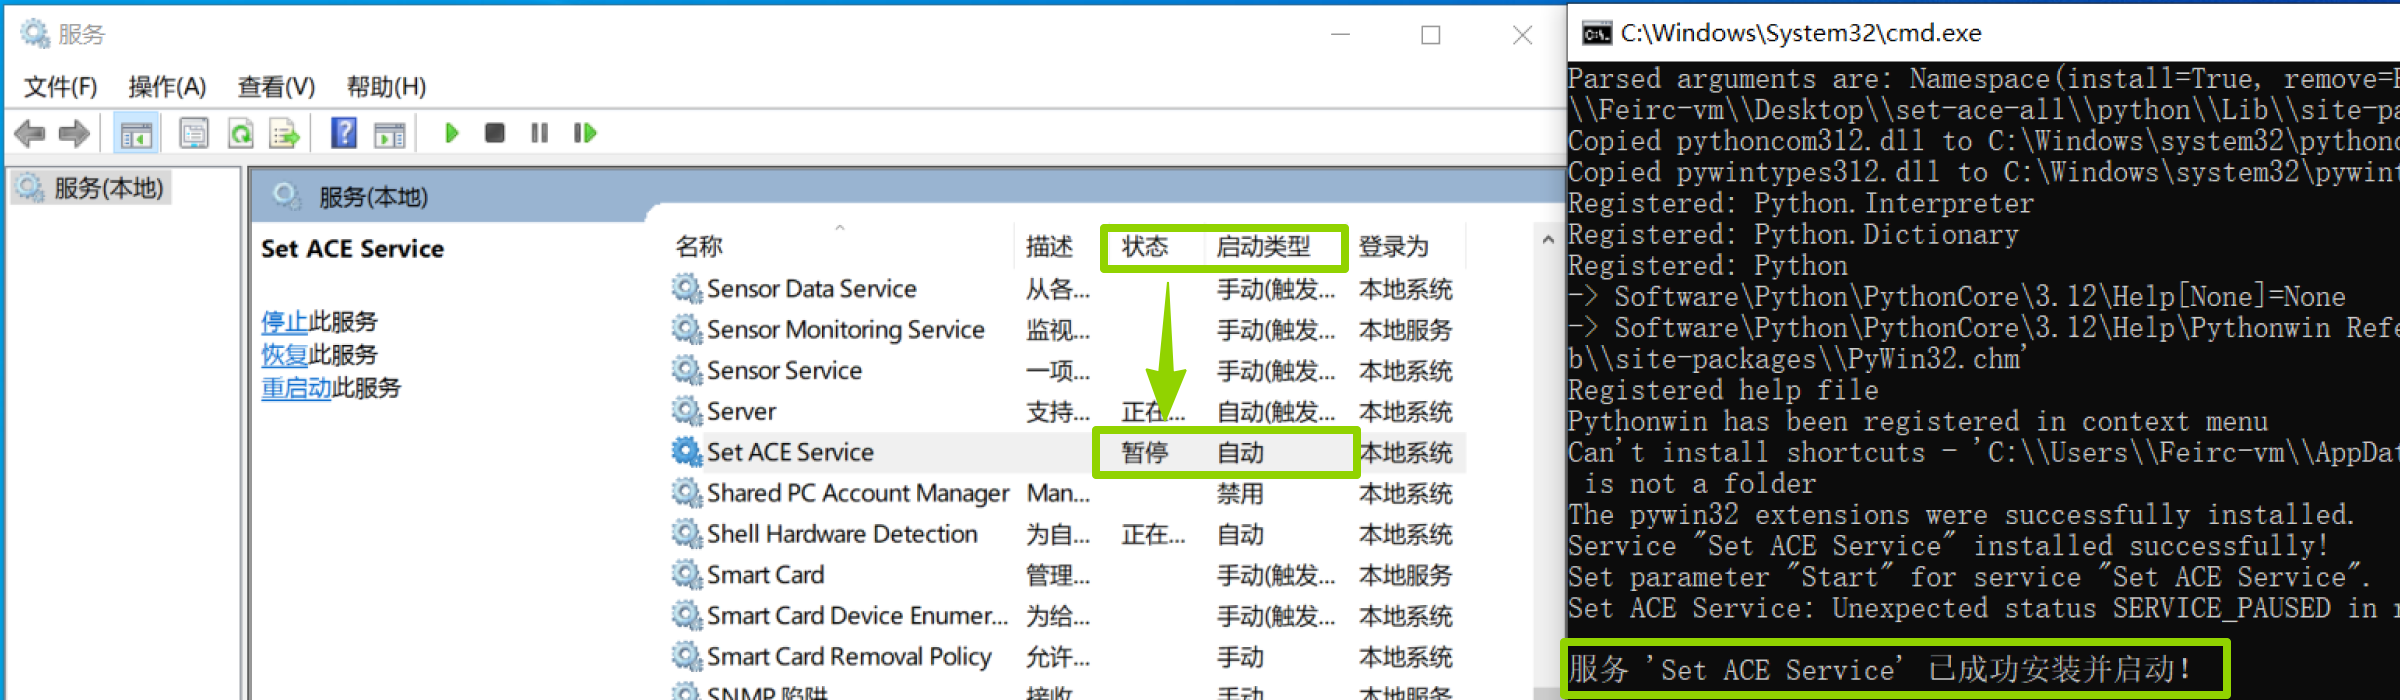 服务
文件(F) 操作(A) 查看(V) 帮助(H)
服务(本地)
服务(本地)
Set ACE Service
停止此服务
恢复此服务
重启动此服务
名称 描述 状态 启动类型 登录为
Sensor Data Service 从各... 手动(触发... 本地系统
Sensor Monitoring Service 监视... 手动(触发... 本地服务
Sensor Service 一项... 手动(触发... 本地系统
Server 支持... 正在... 自动(触发... 本地系统
Set ACE Service 暂停 自动 本地系统
Shared PC Account Manager Man... 禁用 本地系统
Shell Hardware Detection 为自... 正在... 自动 本地系统
Smart Card 管理... 手动(触发... 本地服务
Smart Card Device Enumer... 为给... 手动(触发... 本地系统
Smart Card Removal Policy 允许... 手动 本地系统
SNMP 陷阱 接收... 手动 本地服务
C:\Windows\System32\cmd.exe
Parsed arguments are: Namespace(install=True, remove=
\\Feirc-vm\\Desktop\\set-ace-all\\python\\Lib\\site-pa
Copied pythoncom312.dll to C:\Windows\system32\pythonc
Copied pywintypes312.dll to C:\Windows\system32\pywint
Registered: Python.Interpreter
Registered: Python.Dictionary
Registered: Python
-> Software\Python\PythonCore\3.12\Help[None]=None
-> Software\Python\PythonCore\3.12\Help\Pythonwin Refe
b\\site-packages\\PyWin32.chm'
Registered help file
Pythonwin has been registered in context menu
Can't install shortcuts - 'C:\\Users\\Feirc-vm\\AppDat
is not a folder
The pywin32 extensions were successfully installed.
Service "Set ACE Service" installed successfully!
Set parameter "Start" for service "Set ACE Service".
Set ACE Service: Unexpected status SERVICE_PAUSED in
服务 'Set ACE Service' 已成功安装并启动!